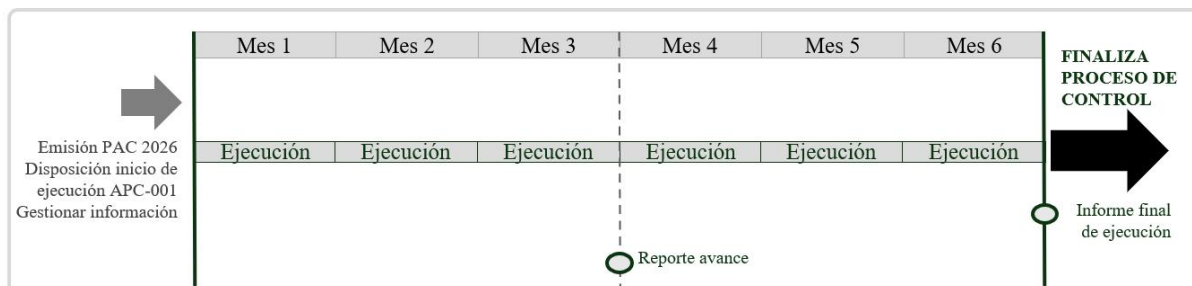 Mes 1 Mes 2 Mes 3 Mes 4 Mes 5 Mes 6
FINALIZA
PROCESO DE
CONTROL
Emisión PAC 2026
Disposición inicio de
ejecución APC-001
Gestionar información
Ejecución Ejecución Ejecución Ejecución Ejecución Ejecución
Informe final
de ejecución
Reporte avance